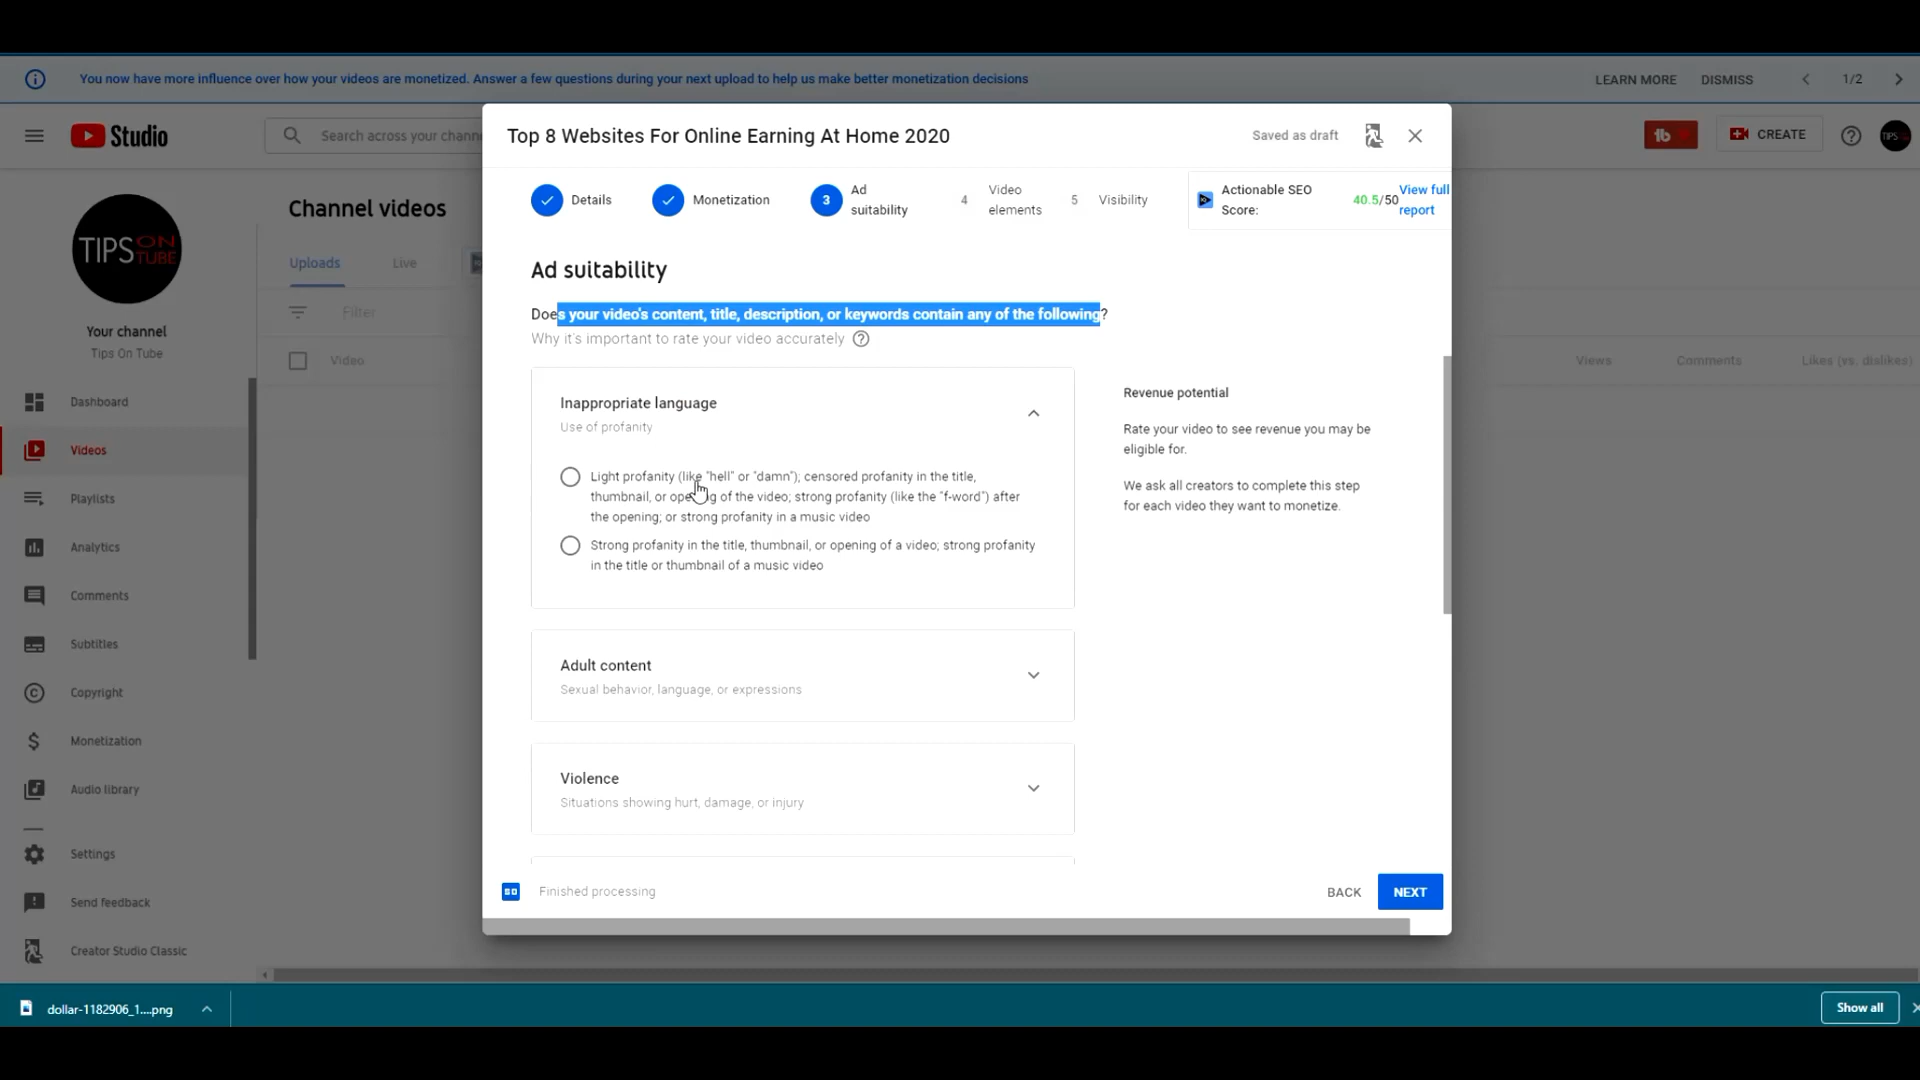 You now have more influence over how your videos are monetized. Answer a few questions during your next upload to help us make better monetization decisions
LEARN MORE
DISMISS
1/2
Studio
Search across your chann
Top 8 Websites For Online Earning At Home 2020
Saved as draft
CREATE
TIPS
Details
Monetization
3
Ad
suitability
4
Video
elements
5
Visibility
Actionable SEO
Score:
40.5/50
View full
report
TIPS ON
TUBE
Your channel
Tips On Tube
Dashboard
Videos
Playlists
Analytics
Comments
Subtitles
Copyright
Monetization
Audio library
Settings
Send feedback
Creator Studio Classic
Channel videos
Uploads
Live
Filter
Video
Views
Comments
Likes (vs. dislikes)
Ad suitability
Does your video's content, title, description, or keywords contain any of the following?
Why it's important to rate your video accurately
Inappropriate language
Use of profanity
Light profanity (like "hell" or "damn"); censored profanity in the title,
thumbnail, or opening of the video; strong profanity (like the "f-word") after
the opening; or strong profanity in a music video
Strong profanity in the title, thumbnail, or opening of a video; strong profanity
in the title or thumbnail of a music video
Adult content
Sexual behavior, language, or expressions
Violence
Situations showing hurt, damage, or injury
Revenue potential
Rate your video to see revenue you may be
eligible for.
We ask all creators to complete this step
for each video they want to monetize.
SD
Finished processing
BACK
NEXT
dollar-1182906_1....png
Show all